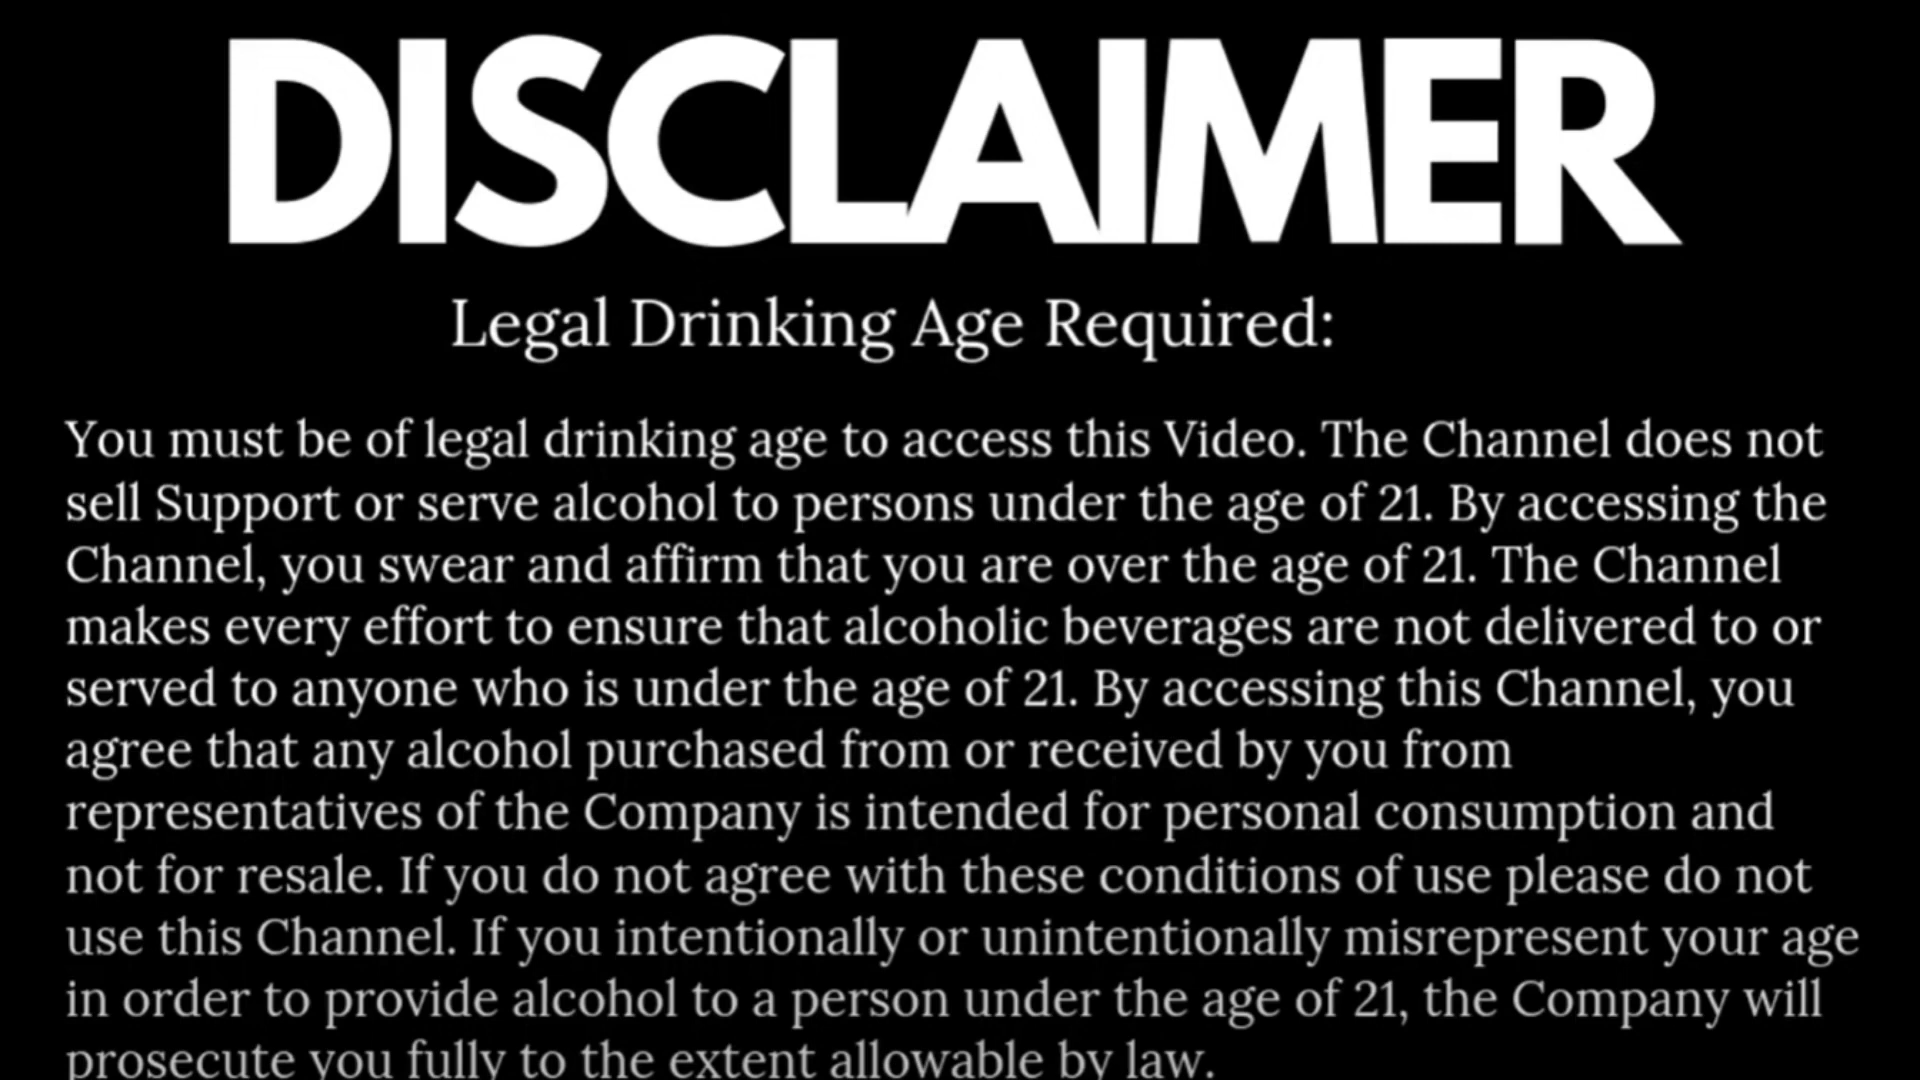 DISCLAIMER
Legal Drinking Age Required:
You must be of legal drinking age to access this Video. The Channel does not
sell Support or serve alcohol to persons under the age of 21. By accessing the
Channel, you swear and affirm that you are over the age of 21. The Channel
makes every effort to ensure that alcoholic beverages are not delivered to or
served to anyone who is under the age of 21. By accessing this Channel, you
agree that any alcohol purchased from or received by you from
representatives of the Company is intended for personal consumption and
not for resale. If you do not agree with these conditions of use please do not
use this Channel. If you intentionally or unintentionally misrepresent your age
in order to provide alcohol to a person under the age of 21, the Company will
prosecute you fully to the extent allowable by law.